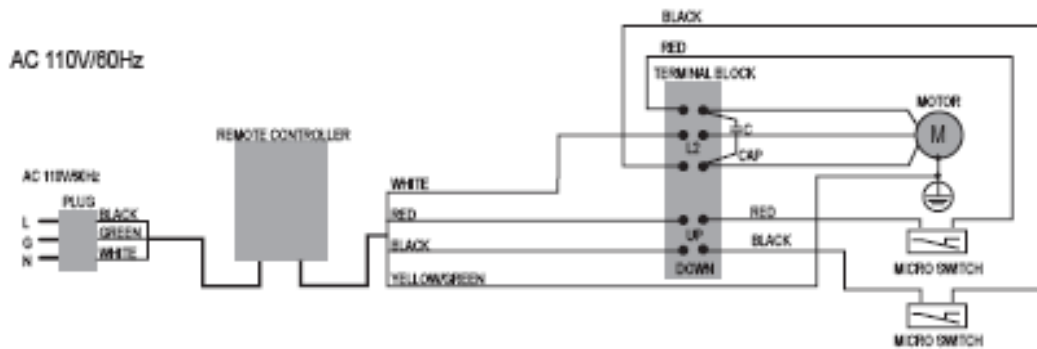 BLACK
RED
AC 110V/60Hz
TERMINAL BLOCK
MOTOR
M
REMOTE CONTROLLER
C
L2
CAP
AC 110V/60Hz
WHITE
PLUG
L
BLACK
RED
RED
G
GREEN
UP
BLACK
N
WHITE
BLACK
DOWN
MICRO SWITCH
YELLOW/GREEN
MICRO SWITCH